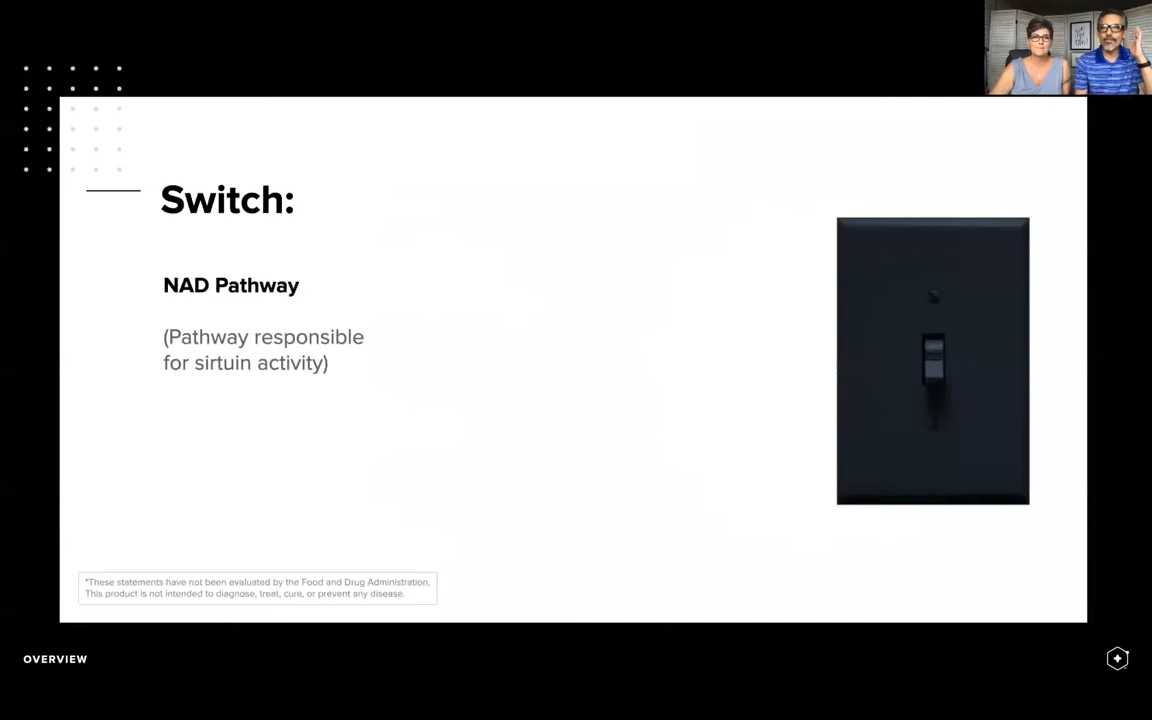 Switch:
NAD Pathway
(Pathway responsible
for sirtuin activity)
*These statements have not been evaluated by the Food and Drug Administration.
This product is not intended to diagnose, treat, cure, or prevent any disease.
OVERVIEW